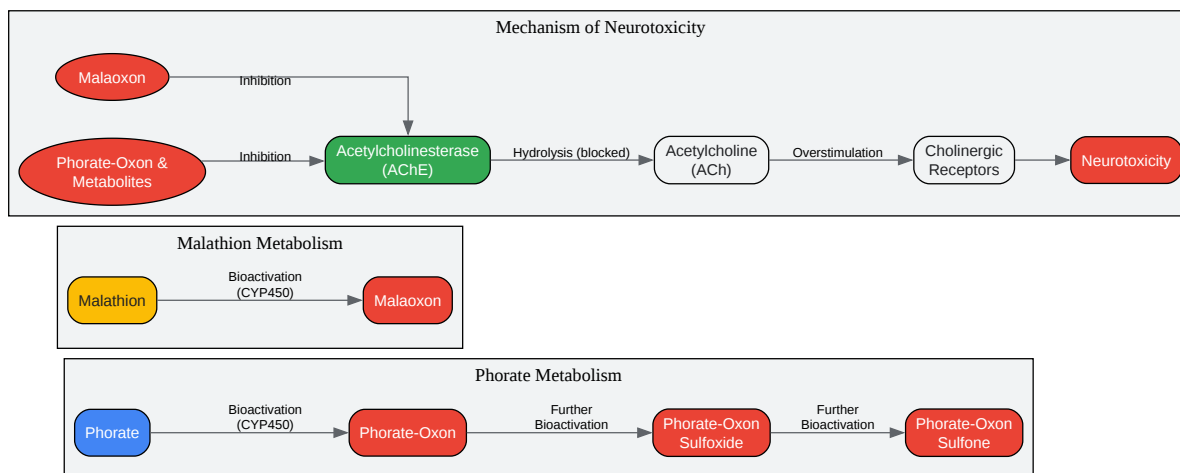 Mechanism of Neurotoxicity
Malaoxon
Inhibition
Phorate-Oxon &
Metabolites
Inhibition
Acetylcholinesterase
(AChE)
Hydrolysis (blocked)
Acetylcholine
(ACh)
Overstimulation
Cholinergic
Receptors
Neurotoxicity
Malathion Metabolism
Malathion
Bioactivation
(CYP450)
Malaoxon
Phorate Metabolism
Phorate
Bioactivation
(CYP450)
Phorate-Oxon
Further
Bioactivation
Phorate-Oxon
Sulfoxide
Further
Bioactivation
Phorate-Oxon
Sulfone